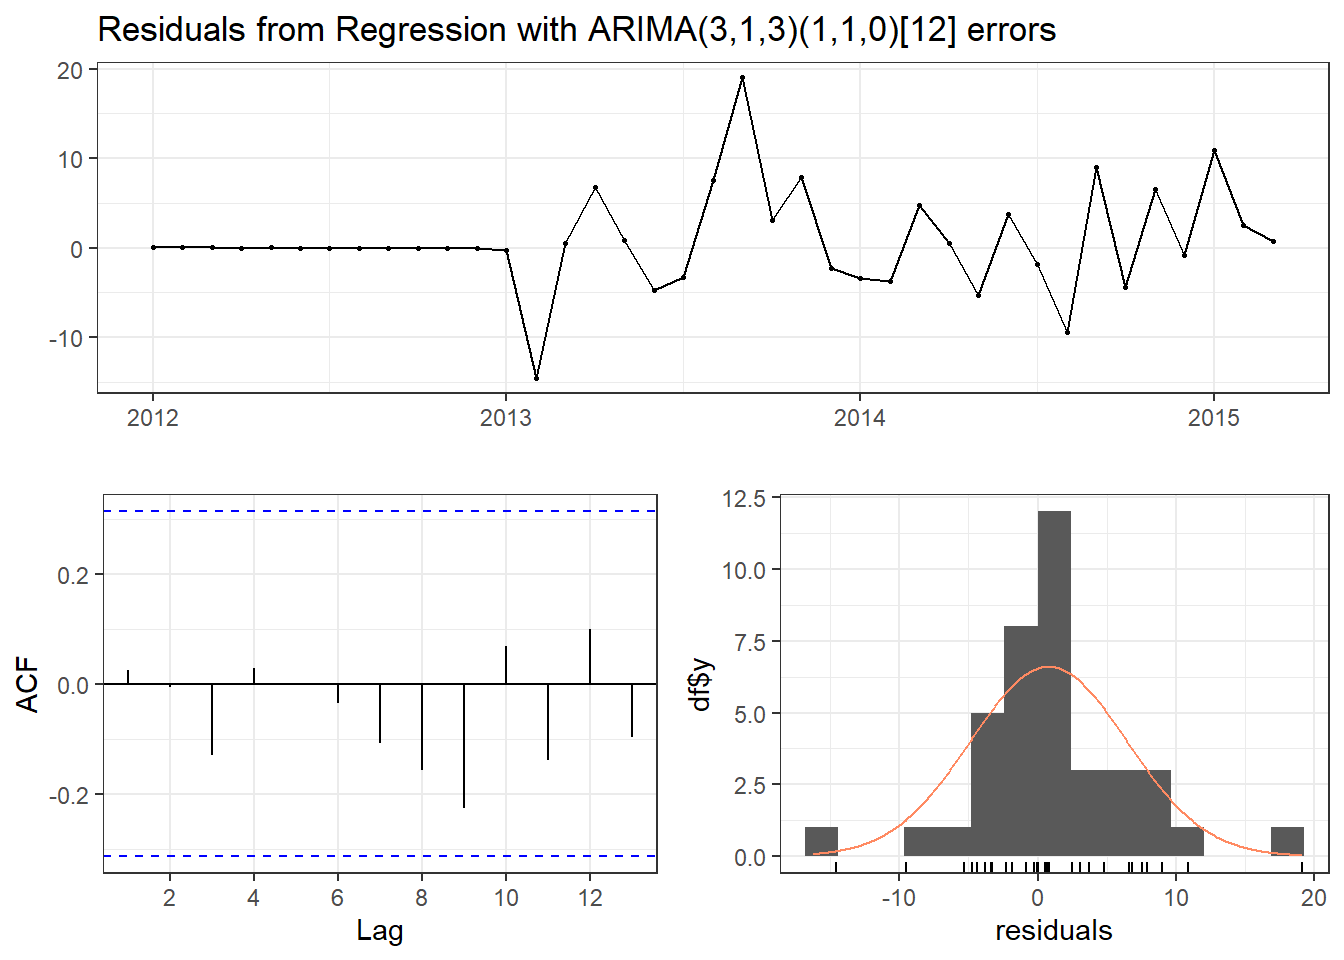 Residuals from Regression with ARIMA(3,1,3)(1,1,0)[12] errors
20
10
0
-10
2012 2013 2014 2015
ACF
0.2
0.0
-0.2
2 4 6 8 10 12
Lag
df$y
12.5
10.0
7.5
5.0
2.5
0.0
-10 0 10 20
residuals